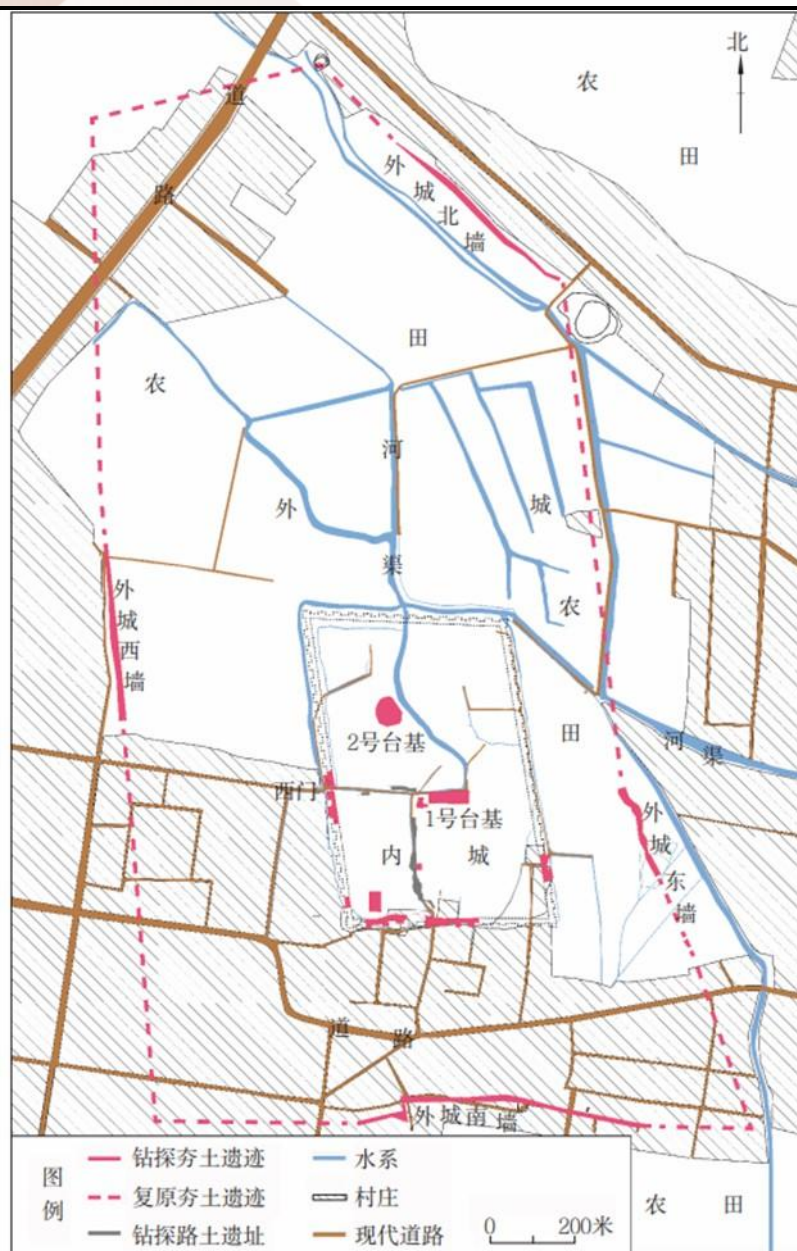 北
农
田
道
路
外城北墙
田
农
河
渠
外
城
农
外城西墙
田
2号台基
西门
1号台基
内
城
河
渠
外城
东墙
道
路
外城南墙
图例
钻探夯土遗迹
水系
复原夯土遗迹
村庄
钻探路土遗址
现代道路
0
200米
农
田